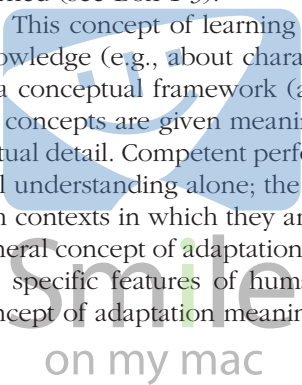 This concept of learning
owledge (e.g., about chara
a conceptual framework (a
concepts are given meanin
tual detail. Competent perfo
l understanding alone; the
n contexts in which they ar
neral concept of adaptation
specific features of huma
ncept of adaptation meanin
Smile
on my mac